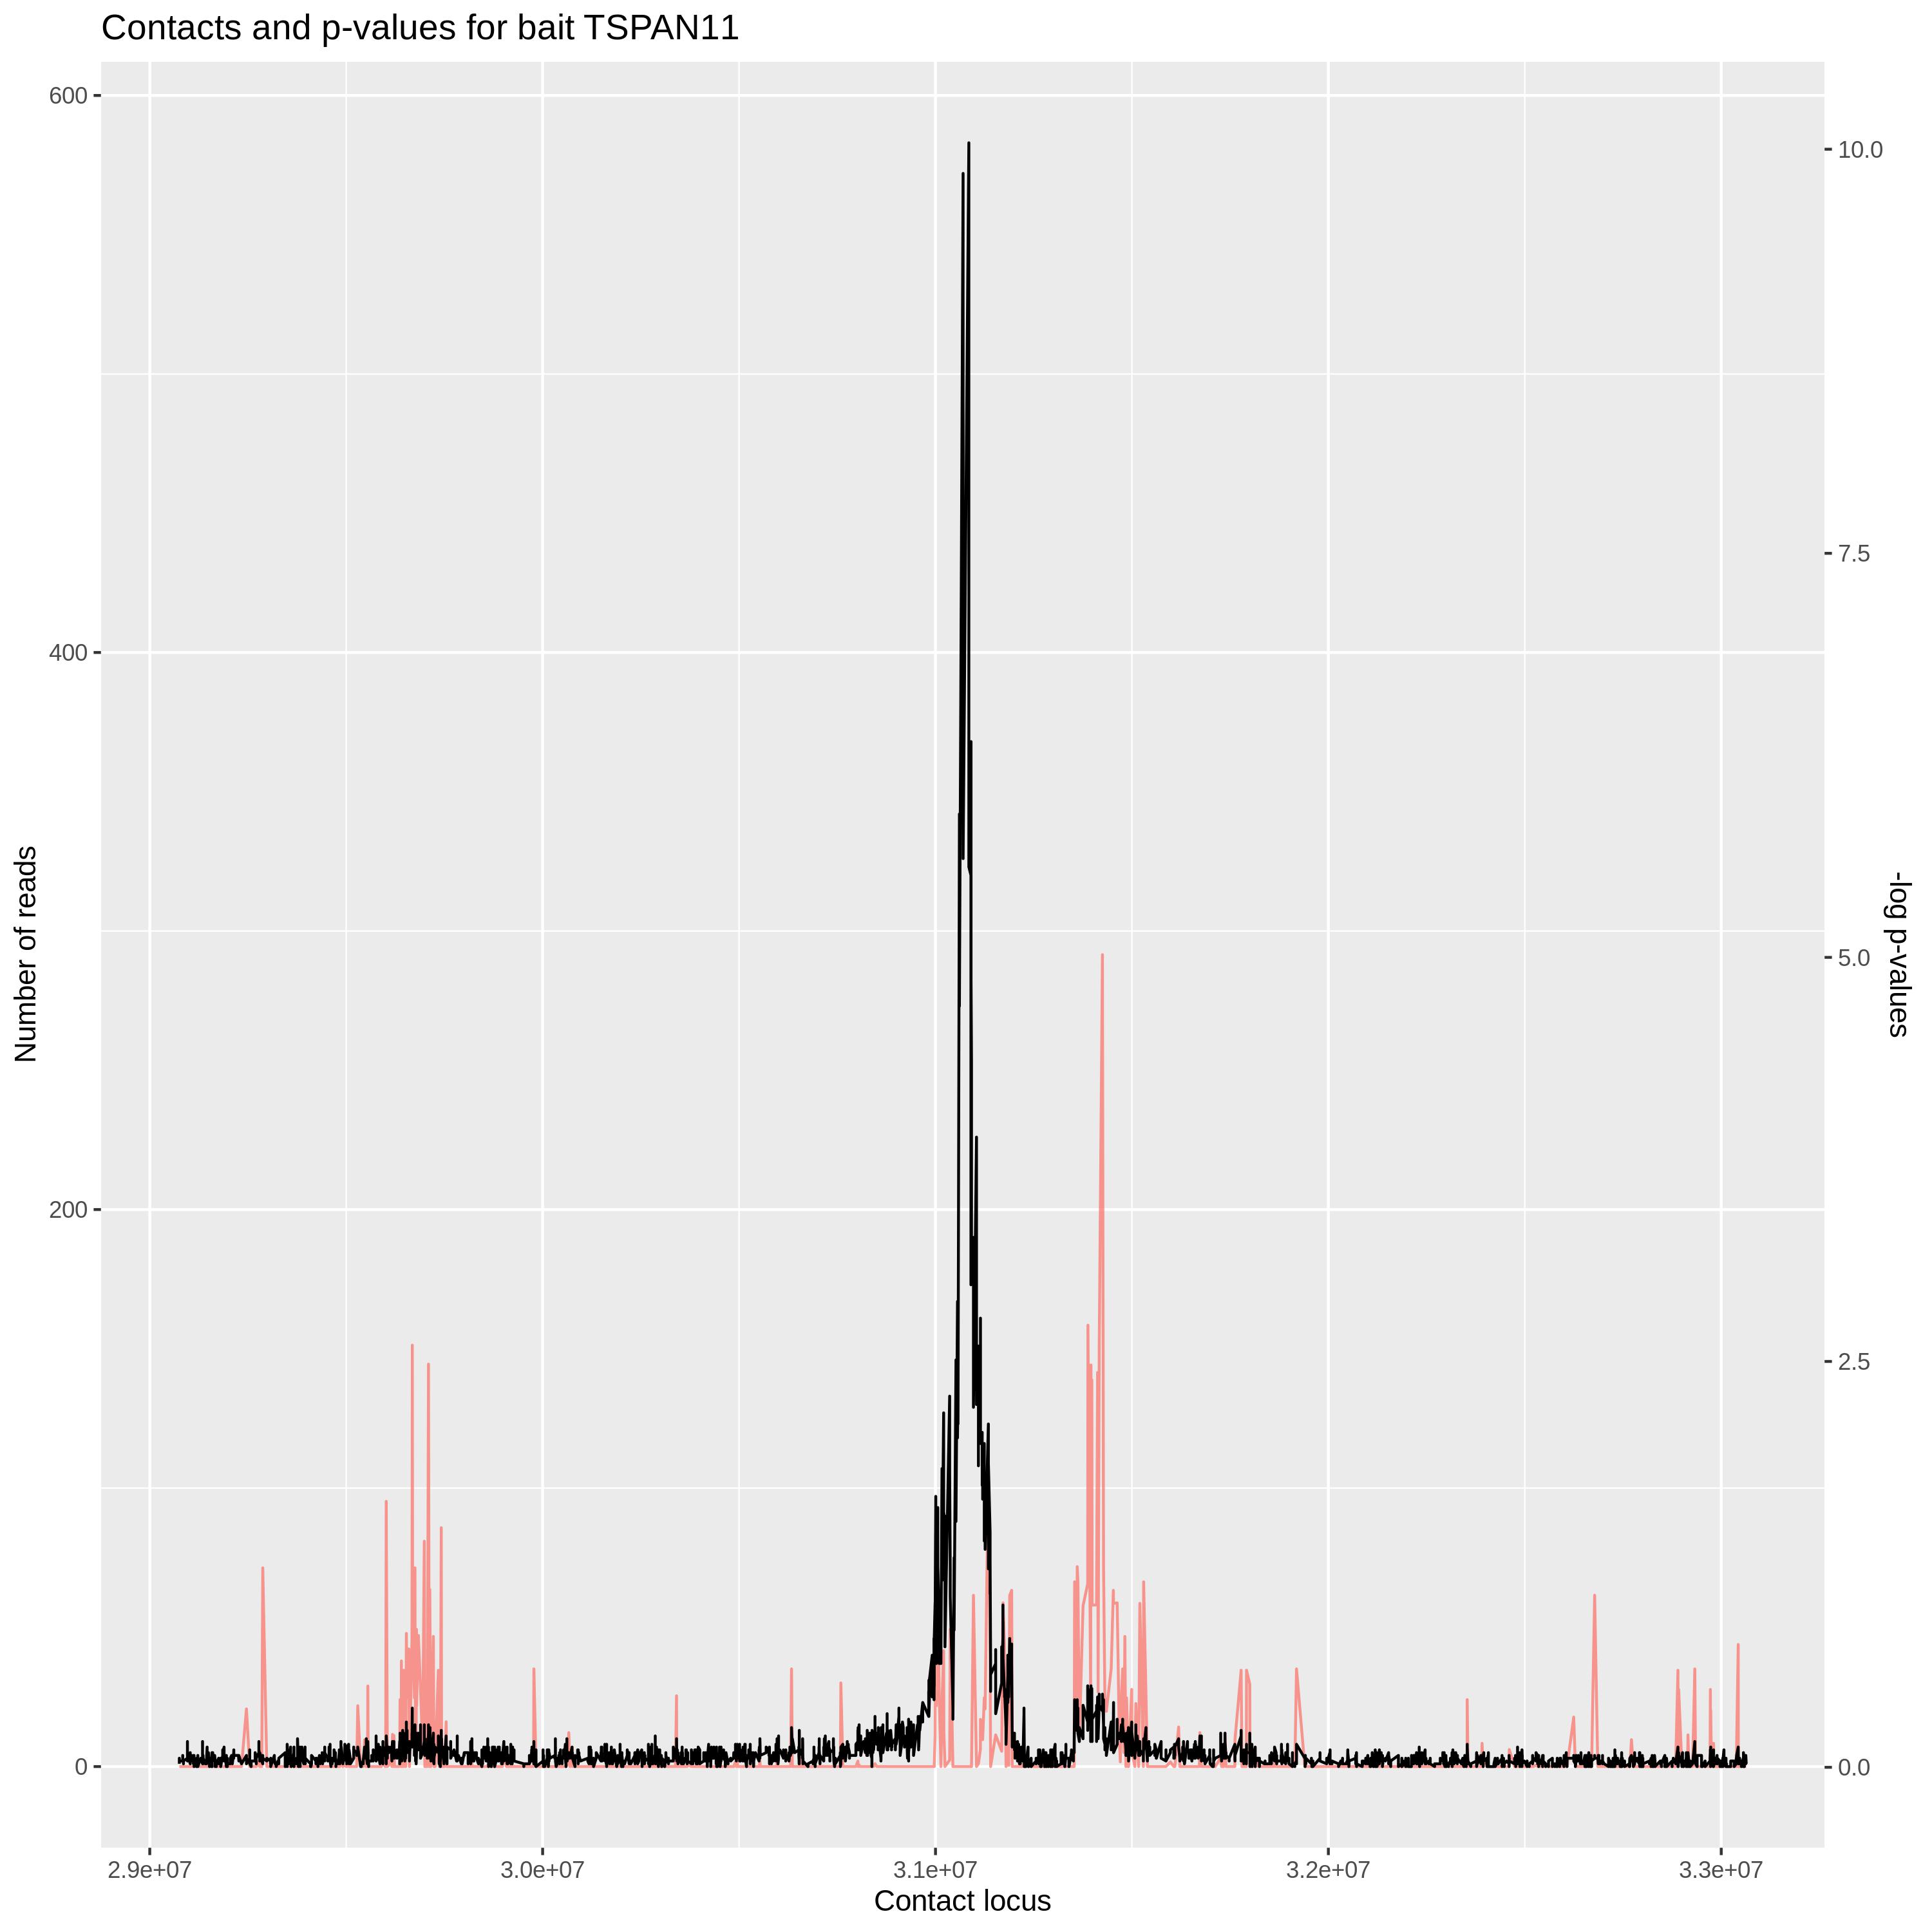 Contacts and p-values for bait TSPAN11
600
400
200
0
Number of reads
10.0
7.5
5.0
2.5
0.0
-log p-values
2.9e+07
3.0e+07
3.1e+07
3.2e+07
3.3e+07
Contact locus